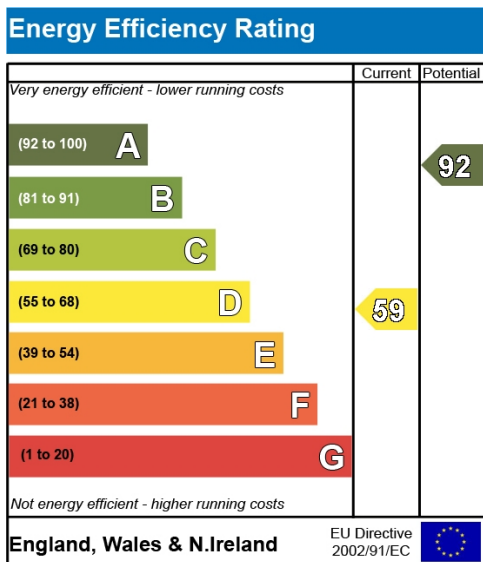 Energy Efficiency Rating
Current Potential
Very energy efficient - lower running costs
(92 to 100) A
92
(81 to 91) B
(69 to 80) C
(55 to 68) D
59
(39 to 54) E
(21 to 38) F
(1 to 20) G
Not energy efficient - higher running costs
England, Wales & N.Ireland
EU Directive
2002/91/EC